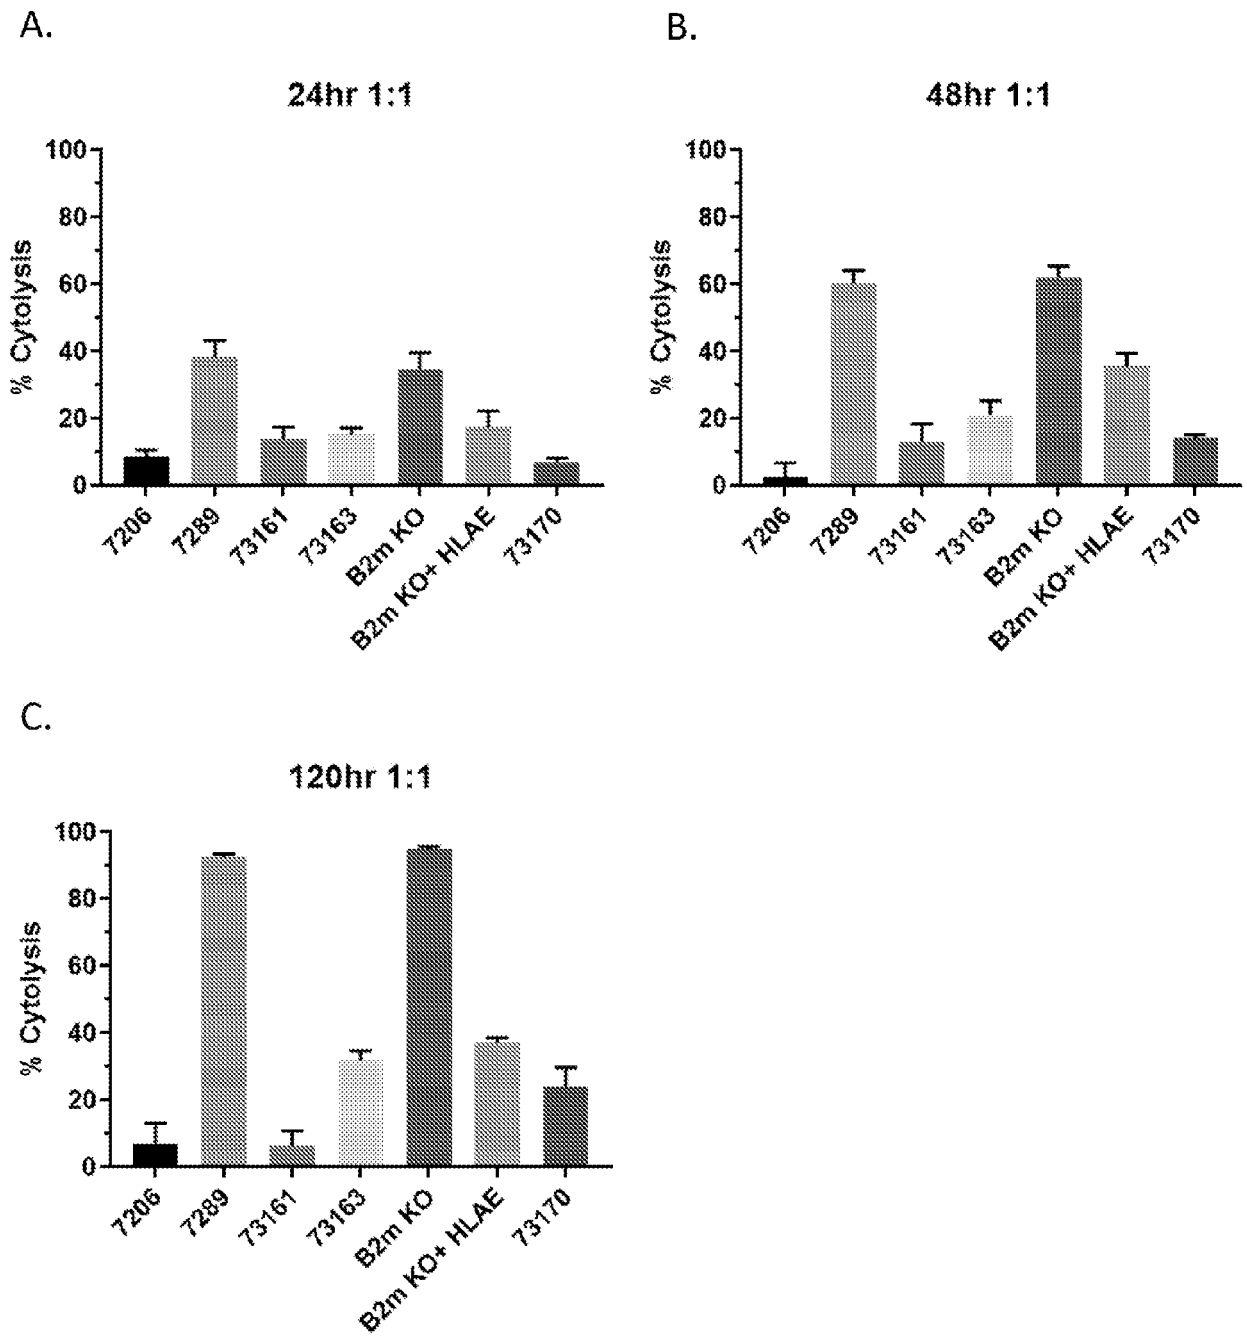 A.
24hr 1:1
% Cytolysis
100
80
60
40
20
0
7206
7289
73161
73163
B2m KO
B2m KO+ HLAE
73170
B.
48hr 1:1
% Cytolysis
100
80
60
40
20
0
7206
7289
73161
73163
B2m KO
B2m KO+ HLAE
73170
C.
120hr 1:1
% Cytolysis
100
80
60
40
20
0
7206
7289
73161
73163
B2m KO
B2m KO+ HLAE
73170